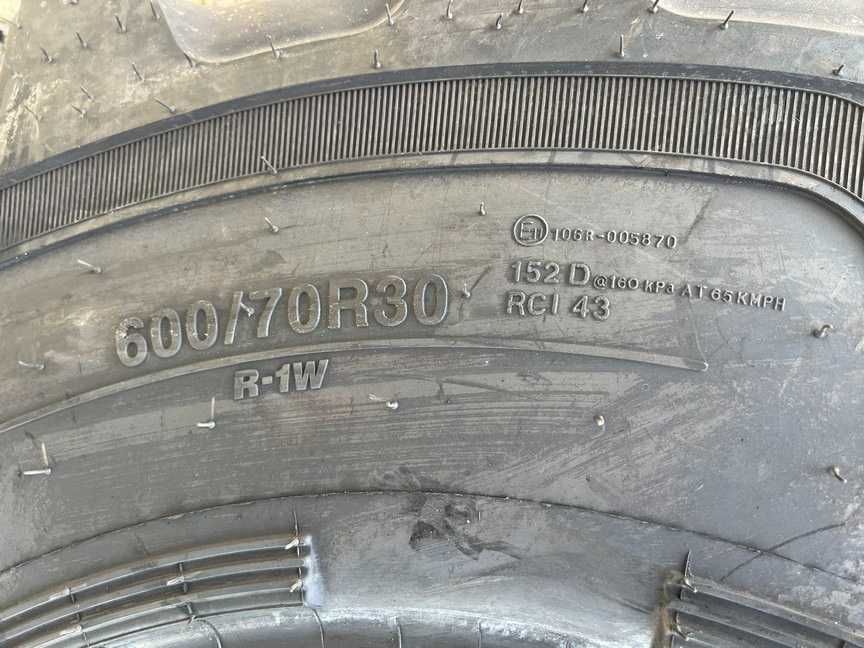 600/70R30
R-1W
E11 106R-005870
152 D @160 KPa AT 65 KMPH
RCI 43